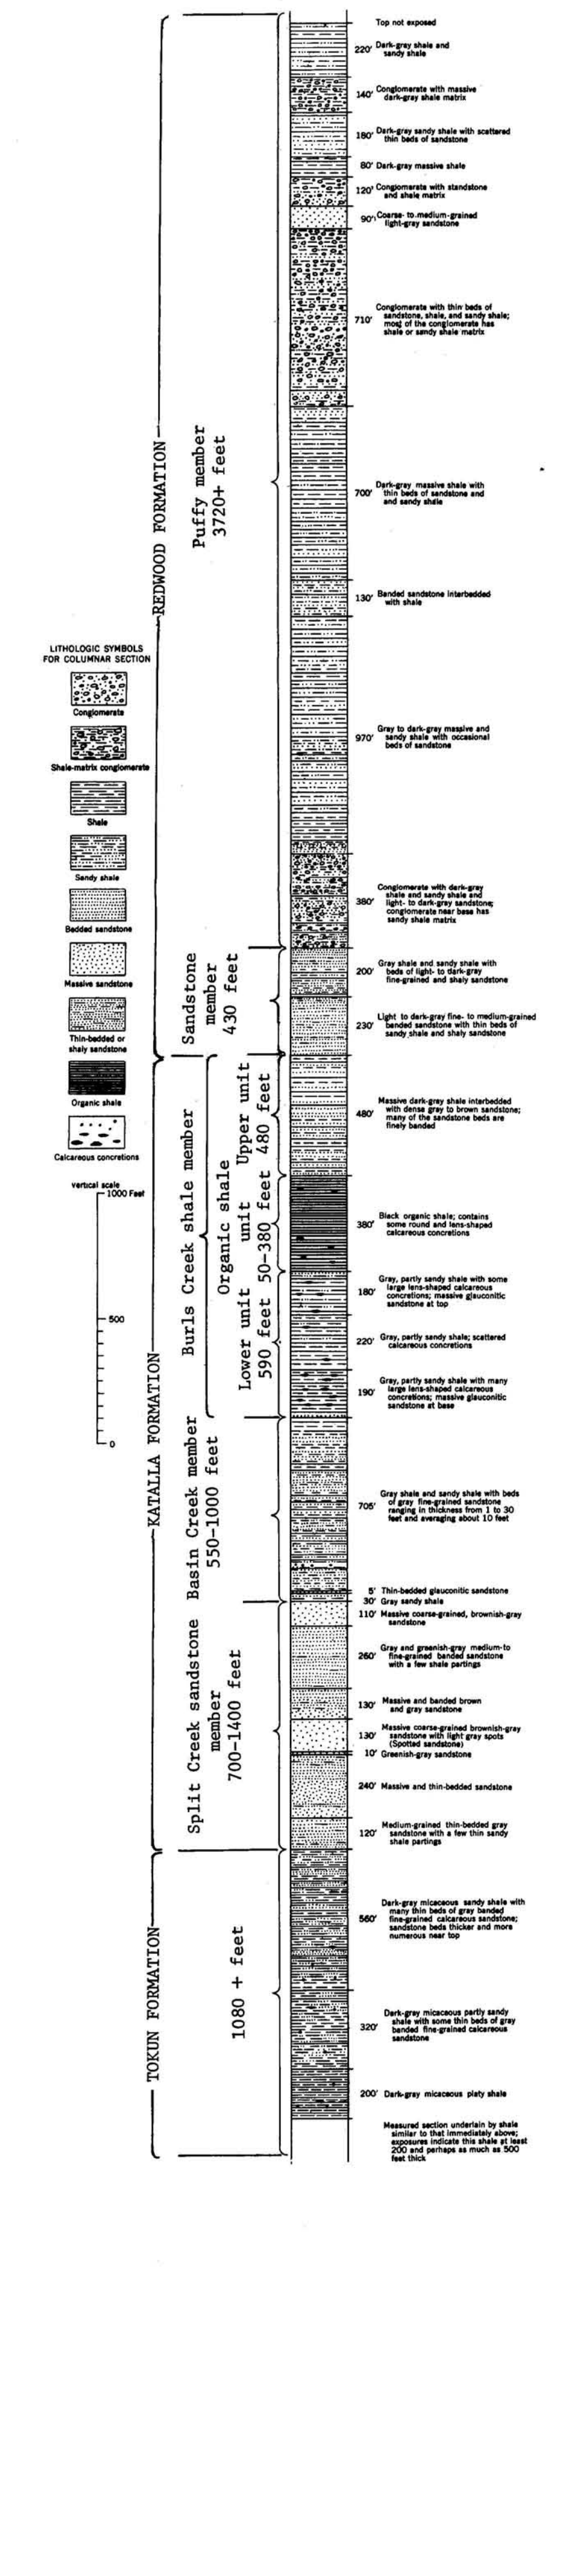 Top not exposed
220' Dark-gray shale and
sandy shale
140' Conglomerate with massive
dark-gray shale matrix
180' Dark-gray sandy shale with scattered
thin beds of sandstone
80' Dark-gray massive shale
120' Conglomerate with standstone
and shale matrix
90' Coarse- to medium-grained
light-gray sandstone
710' Conglomerate with thin beds of
sandstone, shale, and sandy shale;
most of the conglomerate has
shale or sandy shale matrix
700' Dark-gray massive shale with
thin beds of sandstone and
and sandy shale
130' Banded sandstone interbedded
with shale
970' Gray to dark-gray massive and
sandy shale with occasional
beds of sandstone
380' Conglomerate with dark-gray
shale and sandy shale and
light- to dark-gray sandstone;
conglomerate near base has
sandy shale matrix
200' Gray shale and sandy shale with
beds of light- to dark-gray
fine-grained and shaly sandstone
230' Light to dark-gray fine- to medium-grained
banded sandstone with thin beds of
sandy shale and shaly sandstone
480' Massive dark-gray shale interbedded
with dense gray to brown sandstone;
many of the sandstone beds are
finely banded
380' Black organic shale; contains
some round and lens-shaped
calcareous concretions
180' Gray, partly sandy shale with some
large lens-shaped calcareous
concretions; massive glauconitic
sandstone at top
220' Gray, partly sandy shale; scattered
calcareous concretions
190' Gray, partly sandy shale with many
large lens-shaped calcareous
concretions; massive glauconitic
sandstone at base
705' Gray shale and sandy shale with beds
of gray fine-grained sandstone
ranging in thickness from 1 to 30
feet and averaging about 10 feet
5' Thin-bedded glauconitic sandstone
30' Gray sandy shale
110' Massive coarse-grained, brownish-gray
sandstone
260' Gray and greenish-gray medium-to
fine-grained banded sandstone
with a few shale partings
130' Massive and banded brown
and gray sandstone
130' Massive coarse-grained brownish-gray
sandstone with light gray spots
(Spotted sandstone)
10' Greenish-gray sandstone
240' Massive and thin-bedded sandstone
120' Medium-grained thin-bedded gray
sandstone with a few thin sandy
shale partings
560' Dark-gray micaceous sandy shale with
many thin beds of gray banded
fine-grained calcareous sandstone;
sandstone beds thicker and more
numerous near top
320' Dark-gray micaceous partly sandy
shale with some thin beds of gray
banded fine-grained calcareous
sandstone
200' Dark-gray micaceous platy shale
Measured section underlain by shale
similar to that immediately above;
exposures indicate this shale at least
200 and perhaps as much as 500
feet thick
REDWOOD FORMATION
Puffy member
3720+ feet
Sandstone
member
430 feet
KATALLA FORMATION
Burls Creek shale member
Organic shale
Upper unit
480 feet
unit
50-380 feet
Lower unit
590 feet
Basin Creek member
550-1000 feet
Split Creek sandstone
member
700-1400 feet
TOKUN FORMATION
1080 + feet
LITHOLOGIC SYMBOLS
FOR COLUMNAR SECTION
Conglomerate
Shale-matrix conglomerate
Shale
Sandy shale
Bedded sandstone
Massive sandstone
Thin-bedded or
shaly sandstone
Organic shale
Calcareous concretions
vertical scale
1000 Feet
500
0